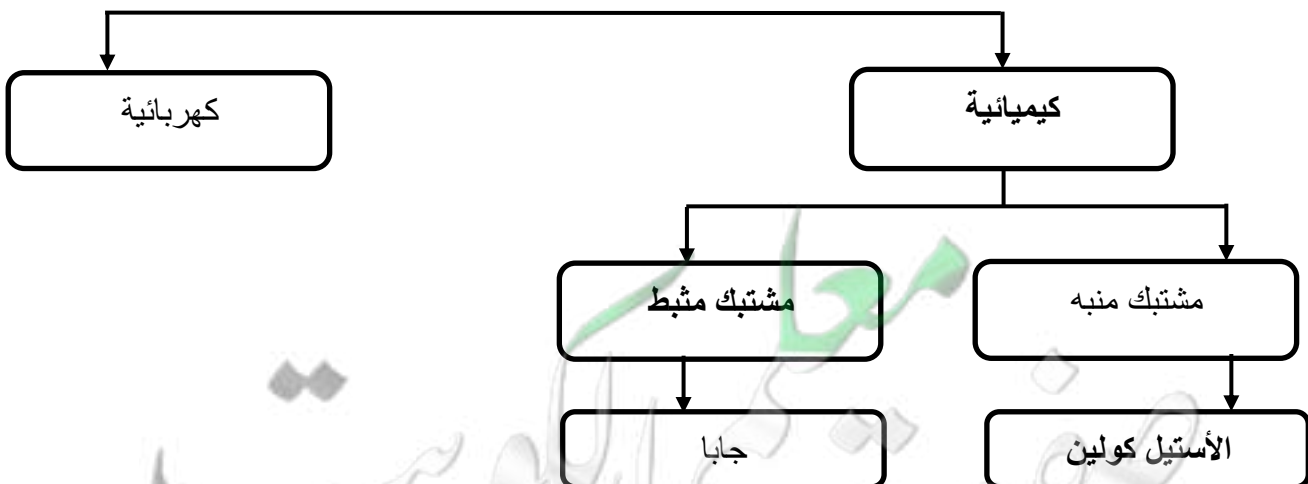 كيميائية
كهربائية
مشتبك منبه
مشتبك مثبط
الأستيل كولين
جابا